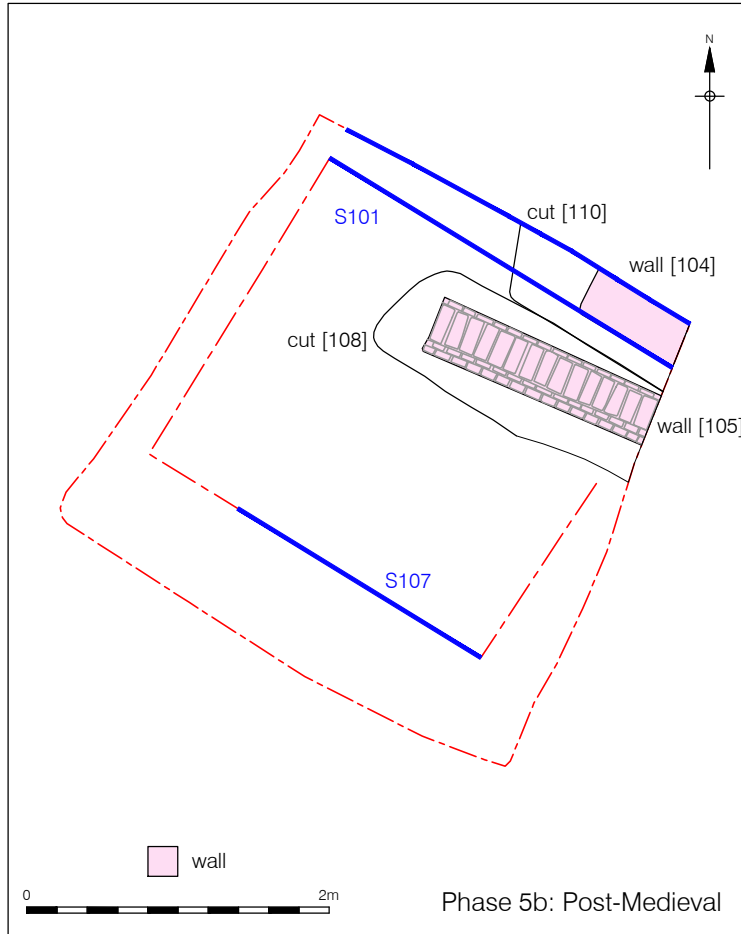 N
cut [110]
S101
wall [104]
cut [108]
wall [105]
S107
wall
0
2m
Phase 5b: Post-Medieval